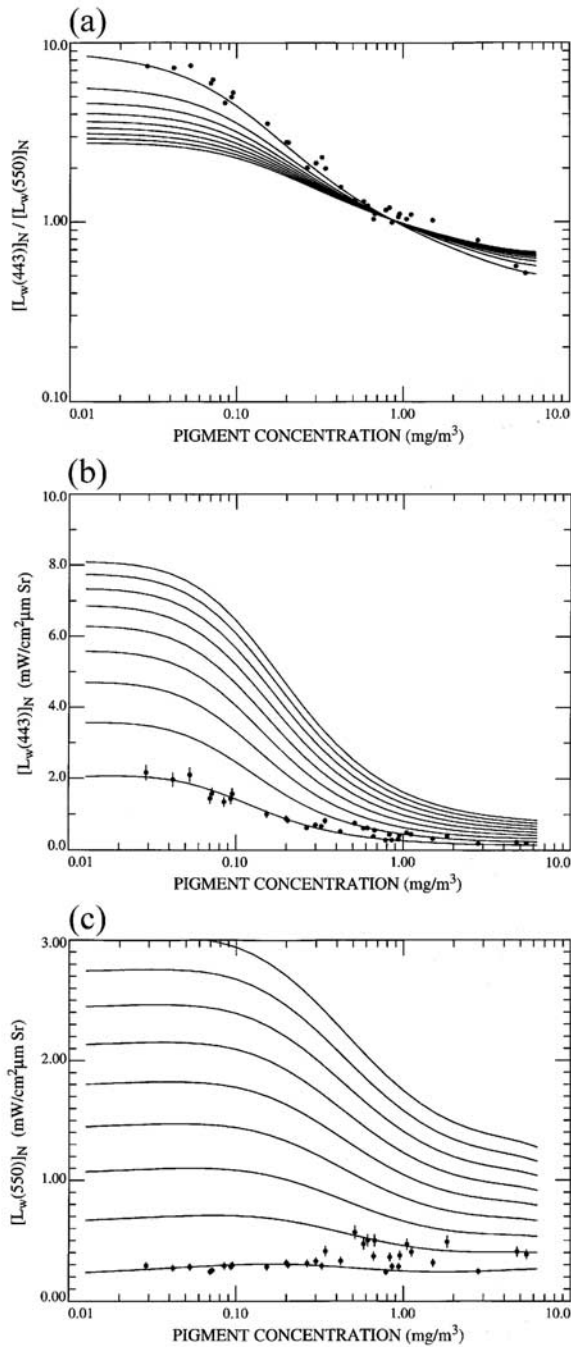 (a)
10.0
1.00
0.10
[Lw(443)]N / [Lw(550)]N
0.01 0.10 1.00 10.0
PIGMENT CONCENTRATION (mg/m³)
(b)
10.0
8.0
6.0
4.0
2.0
0.0
[Lw(443)]N (mW/cm²µm Sr)
0.01 0.10 1.00 10.0
PIGMENT CONCENTRATION (mg/m³)
(c)
3.00
2.00
1.00
0.00
[Lw(550)]N (mW/cm²µm Sr)
0.01 0.10 1.00 10.0
PIGMENT CONCENTRATION (mg/m³)